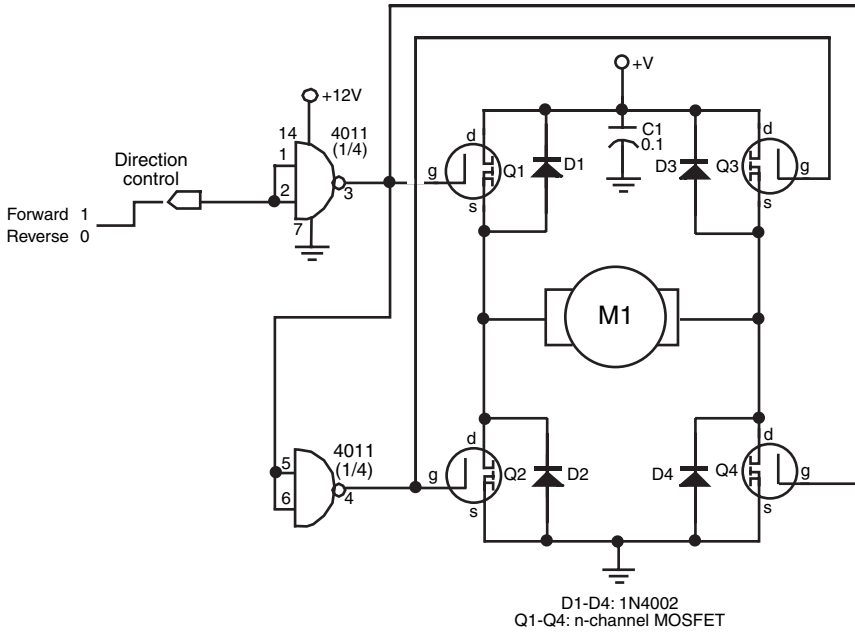 +V
+12V
14
4011
(1/4)
1
2
3
7
Direction
control
Forward 1
Reverse 0
C1
0.1
d
g
Q1
s
D1
D3
Q3
d
g
s
M1
4011
(1/4)
5
6
4
d
g
Q2
s
D2
D4
Q4
d
g
s
D1-D4: 1N4002
Q1-Q4: n-channel MOSFET